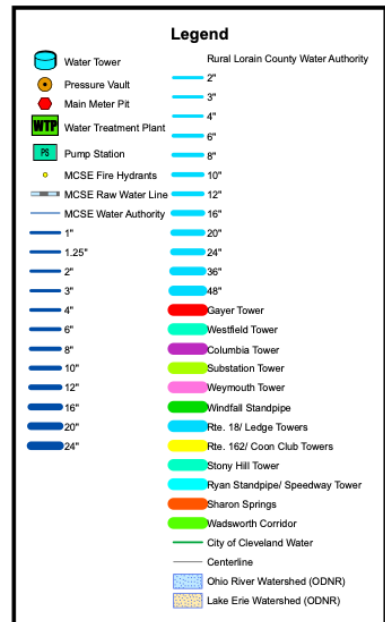 Legend
Water Tower
Pressure Vault
Main Meter Pit
WTP Water Treatment Plant
PS Pump Station
MCSE Fire Hydrants
MCSE Raw Water Line
MCSE Water Authority
1"
1.25"
2"
3"
4"
6"
8"
10"
12"
16"
20"
24"
Rural Lorain County Water Authority
2"
3"
4"
6"
8"
10"
12"
16"
20"
24"
36"
48"
Gayer Tower
Westfield Tower
Columbia Tower
Substation Tower
Weymouth Tower
Windfall Standpipe
Rte. 18/ Ledge Towers
Rte. 162/ Coon Club Towers
Stony Hill Tower
Ryan Standpipe/ Speedway Tower
Sharon Springs
Wadsworth Corridor
City of Cleveland Water
Centerline
Ohio River Watershed (ODNR)
Lake Erie Watershed (ODNR)